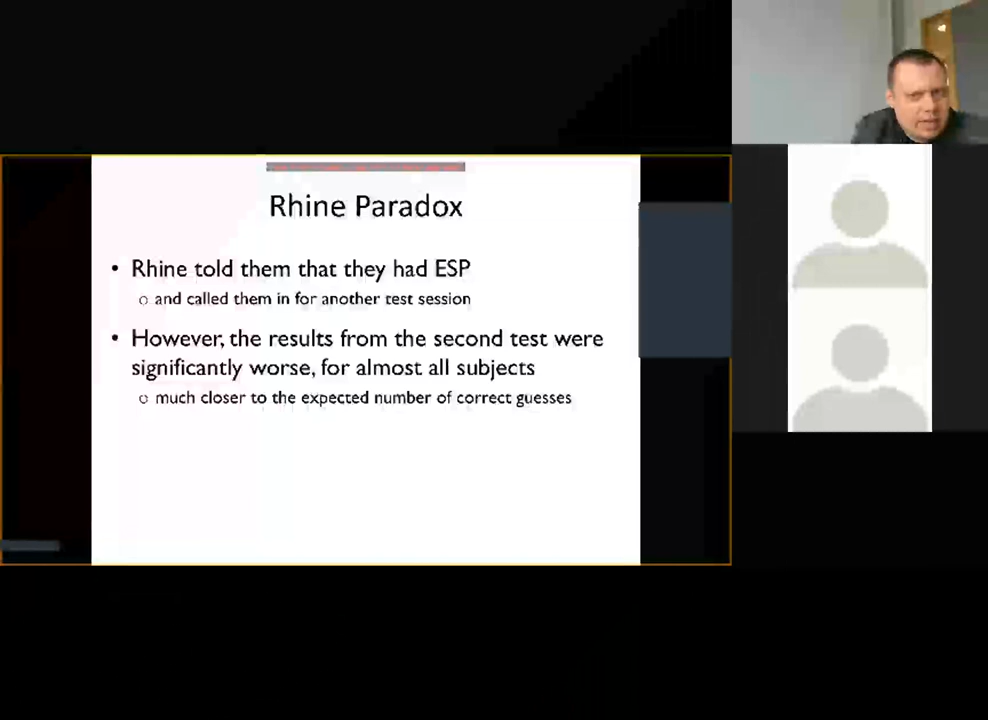 Rhine Paradox
• Rhine told them that they had ESP
○ and called them in for another test session
• However, the results from the second test were
significantly worse, for almost all subjects
○ much closer to the expected number of correct guesses